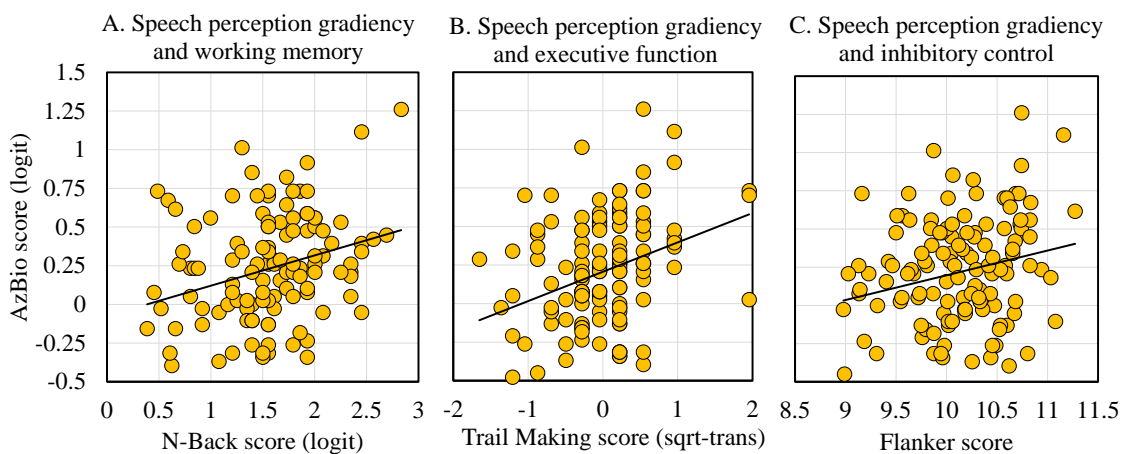 A. Speech perception gradiency
and working memory
B. Speech perception gradiency
and executive function
C. Speech perception gradiency
and inhibitory control
AzBio score (logit)
1.5
1.25
1
0.75
0.5
0.25
0
-0.25
-0.5
0 0.5 1 1.5 2 2.5 3
N-Back score (logit)
-2 -1 0 1 2
Trail Making score (sqrt-trans)
8.5 9 9.5 10 10.5 11 11.5
Flanker score